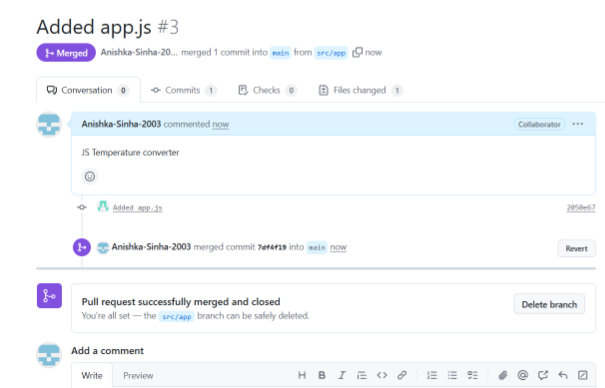 Added app.js #3
Merged Anishka-Sinha-20... merged 1 commit into main from src/app now
Conversation 0 Commits 1 Checks 0 Files changed 1
Anishka-Sinha-2003 commented now Collaborator ...
JS Temperature converter
Added app.js 2050e67
Anishka-Sinha-2003 merged commit 7df4f19 into main now Revert
Pull request successfully merged and closed
You're all set — the src/app branch can be safely deleted.
Delete branch
Add a comment
Write Preview H B I